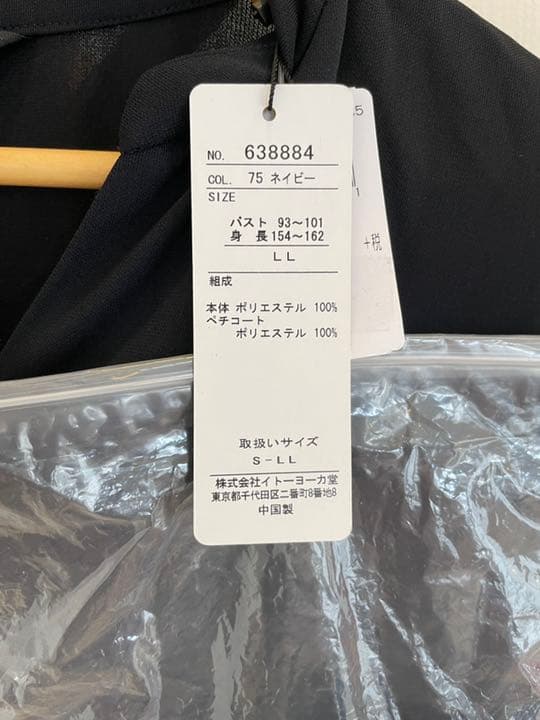 NO. 638884
COL. 75 ネイビー
SIZE
バスト 93～101
身 長 154～162
LL
組成
本体 ポリエステル 100%
ペチコート
ポリエステル 100%
取扱いサイズ
S-LL
株式会社イトーヨーカ堂
東京都千代田区二番町8番地8
中国製
+税